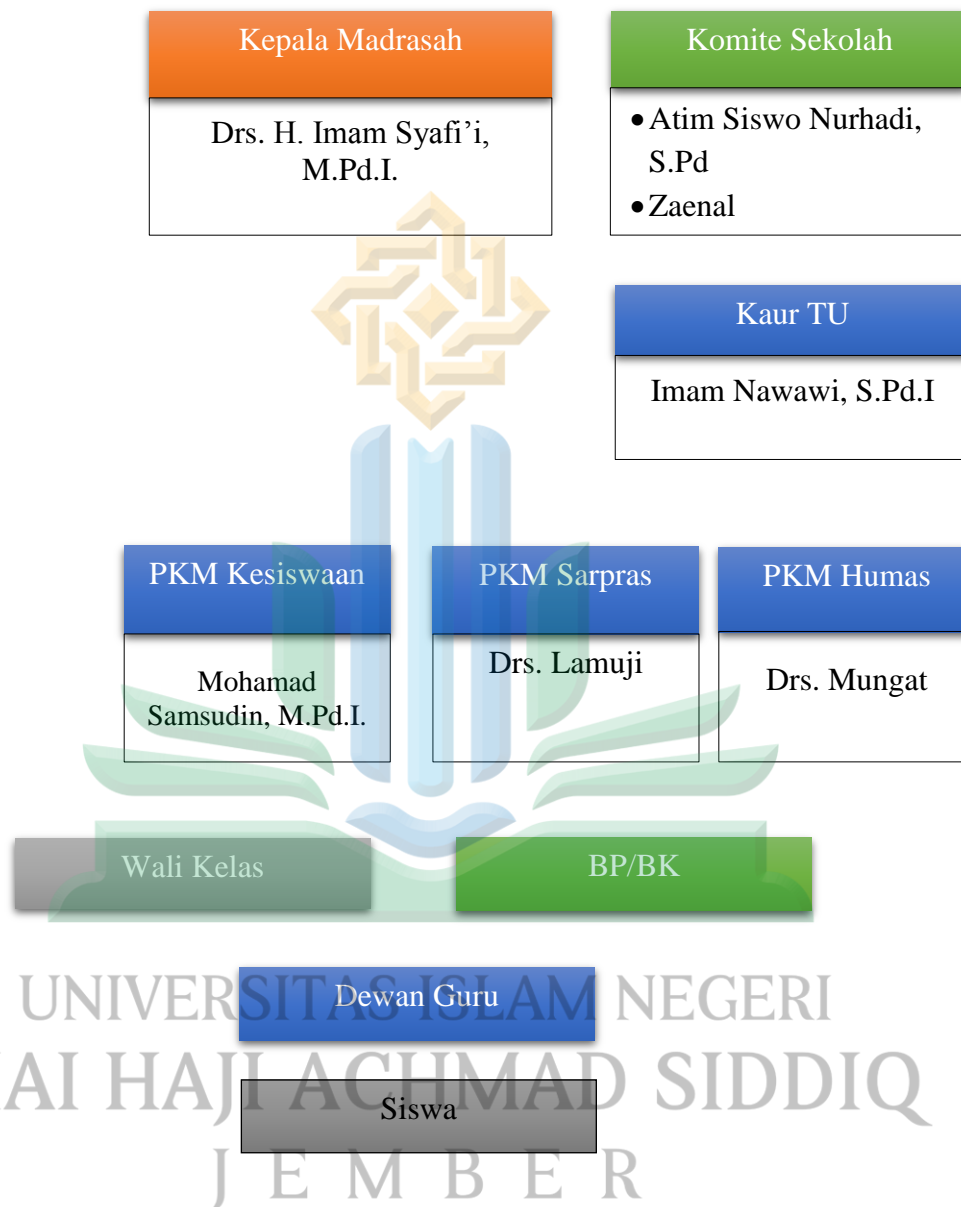 Kepala Madrasah
Drs. H. Imam Syafi’i,
M.Pd.I.
Komite Sekolah
• Atim Siswo Nurhadi,
S.Pd
• Zaenal
Kaur TU
Imam Nawawi, S.Pd.I
PKM Kesiswaan
Mohamad
Samsudin, M.Pd.I.
PKM Sarpras
Drs. Lamuji
PKM Humas
Drs. Mungat
Wali Kelas
BP/BK
Dewan Guru
Siswa
UNIVERSITAS ISLAM NEGERI
AI HAJI ACHMAD SIDDIQ
JEMBER